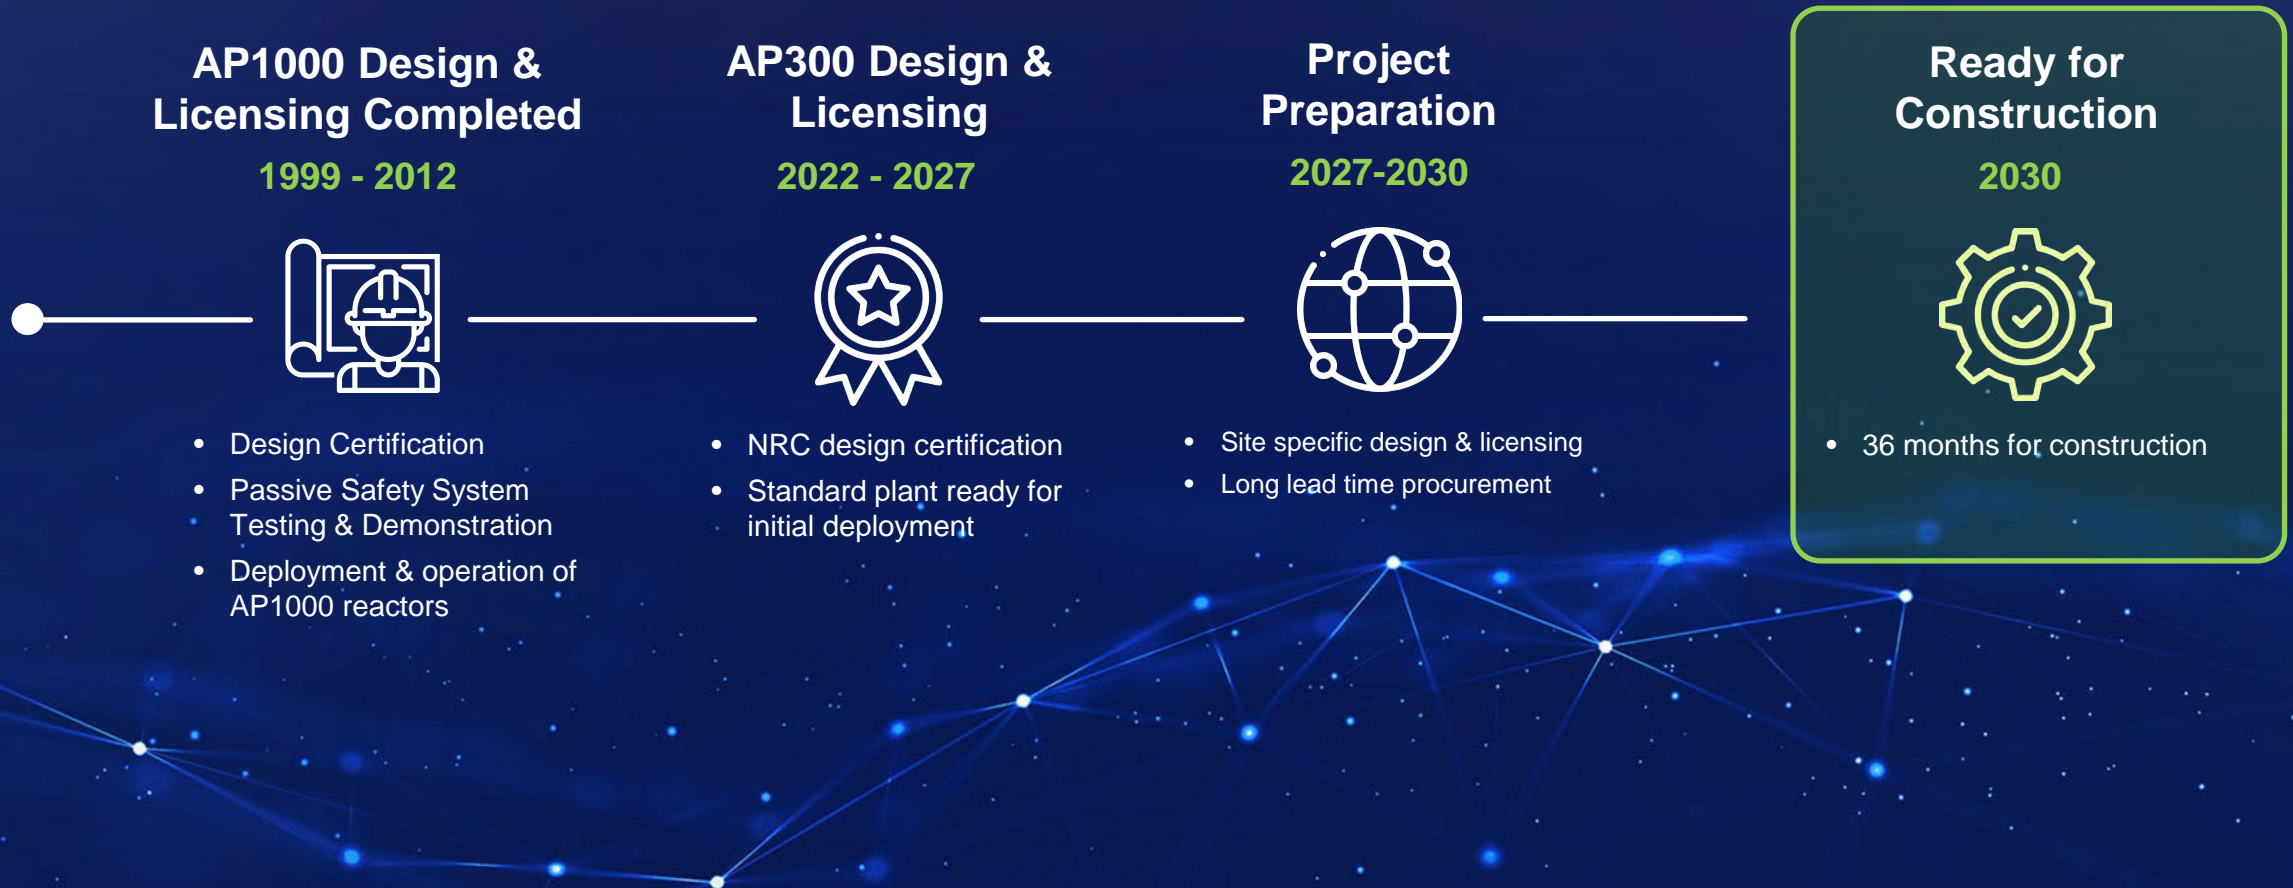 AP1000 Design &
Licensing Completed
1999 - 2012
• Design Certification
• Passive Safety System
Testing & Demonstration
• Deployment & operation of
AP1000 reactors
AP300 Design &
Licensing
2022 - 2027
• NRC design certification
• Standard plant ready for
initial deployment
Project
Preparation
2027-2030
• Site specific design & licensing
• Long lead time procurement
Ready for
Construction
2030
• 36 months for construction